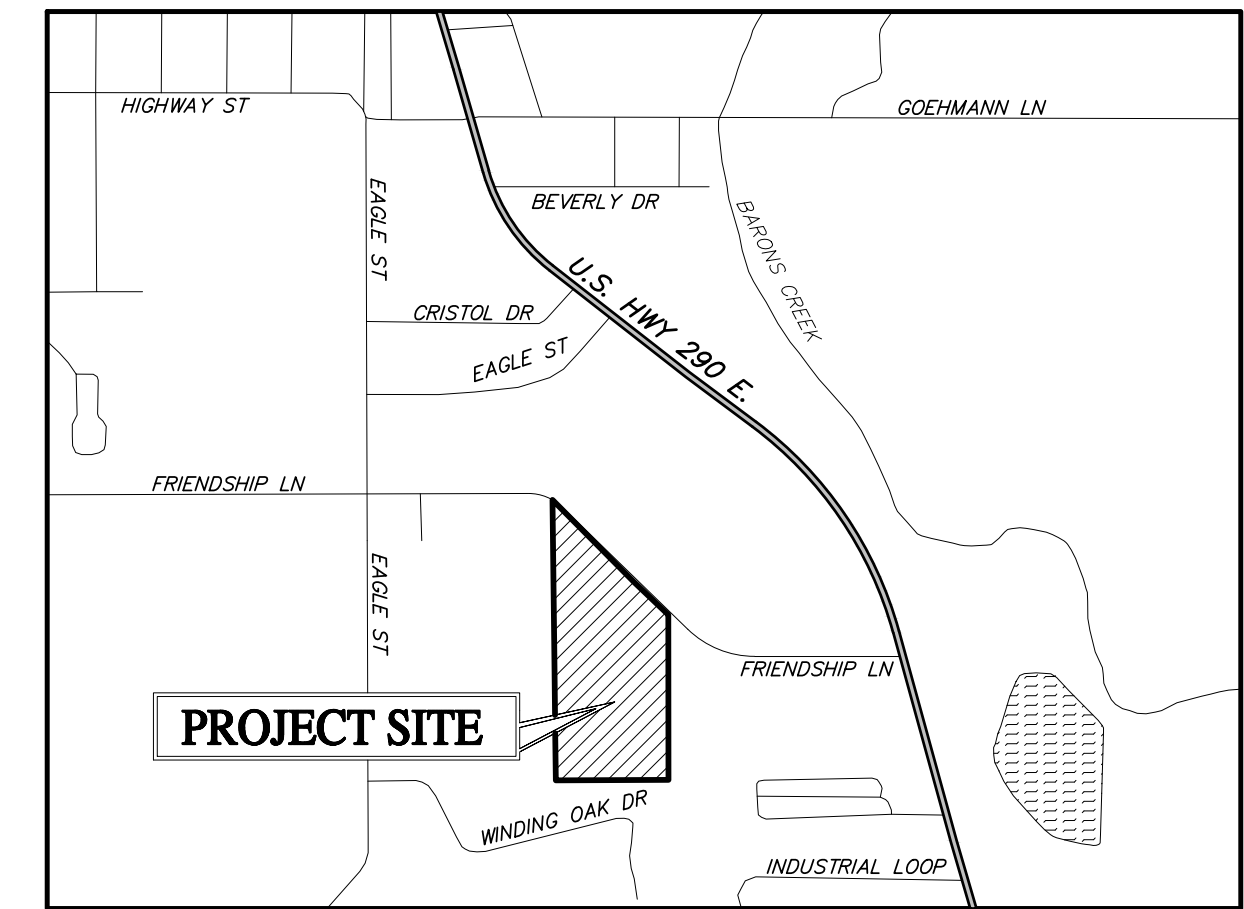 HIGHWAY ST
GOEHMANN LN
EAGLE ST
BEVERLY DR
BARONS CREEK
U.S. HWY 290 E.
CRISTOL DR
EAGLE ST
FRIENDSHIP LN
EAGLE ST
FRIENDSHIP LN
PROJECT SITE
WINDING OAK DR
INDUSTRIAL LOOP